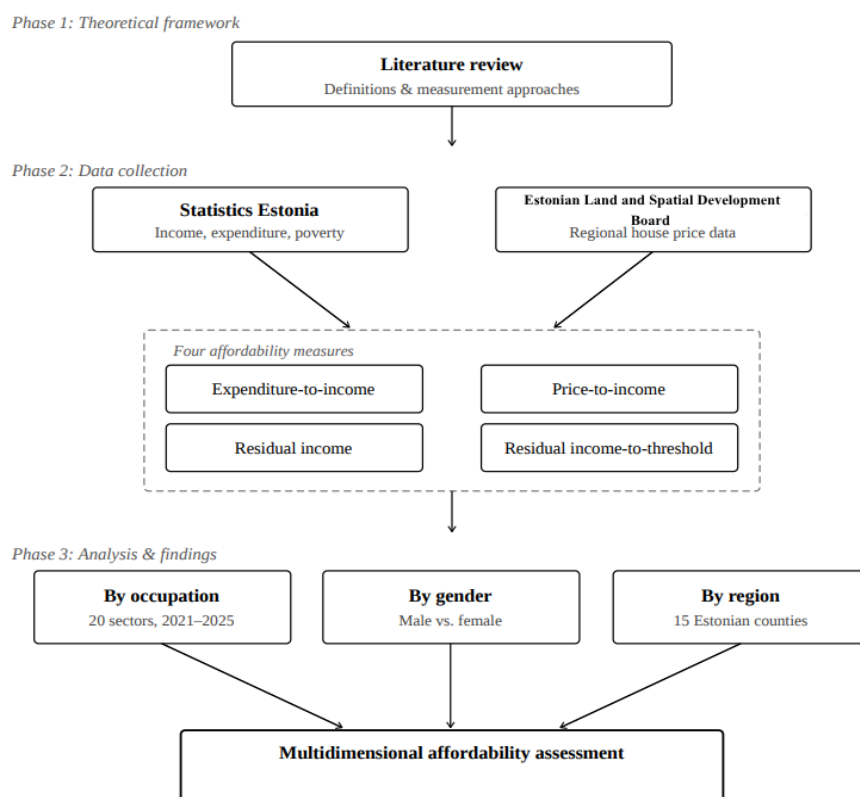 Phase 1: Theoretical framework
Literature review
Definitions & measurement approaches
Phase 2: Data collection
Statistics Estonia
Income, expenditure, poverty
Estonian Land and Spatial Development
Board
Regional house price data
Four affordability measures
Expenditure-to-income
Price-to-income
Residual income
Residual income-to-threshold
Phase 3: Analysis & findings
By occupation
20 sectors, 2021–2025
By gender
Male vs. female
By region
15 Estonian counties
Multidimensional affordability assessment